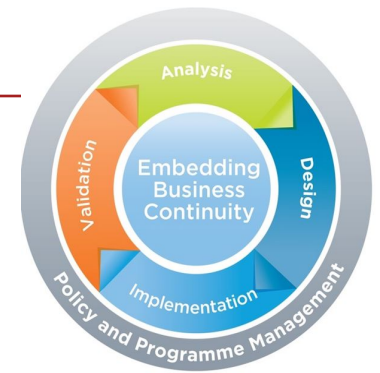 Analysis
Validation
Embedding
Business
Continuity
Design
Implementation
Policy and Programme Management